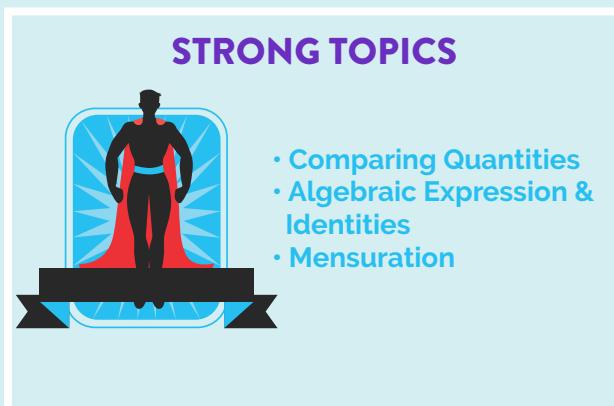 STRONG TOPICS
• Comparing Quantities
• Algebraic Expression &
Identities
• Mensuration